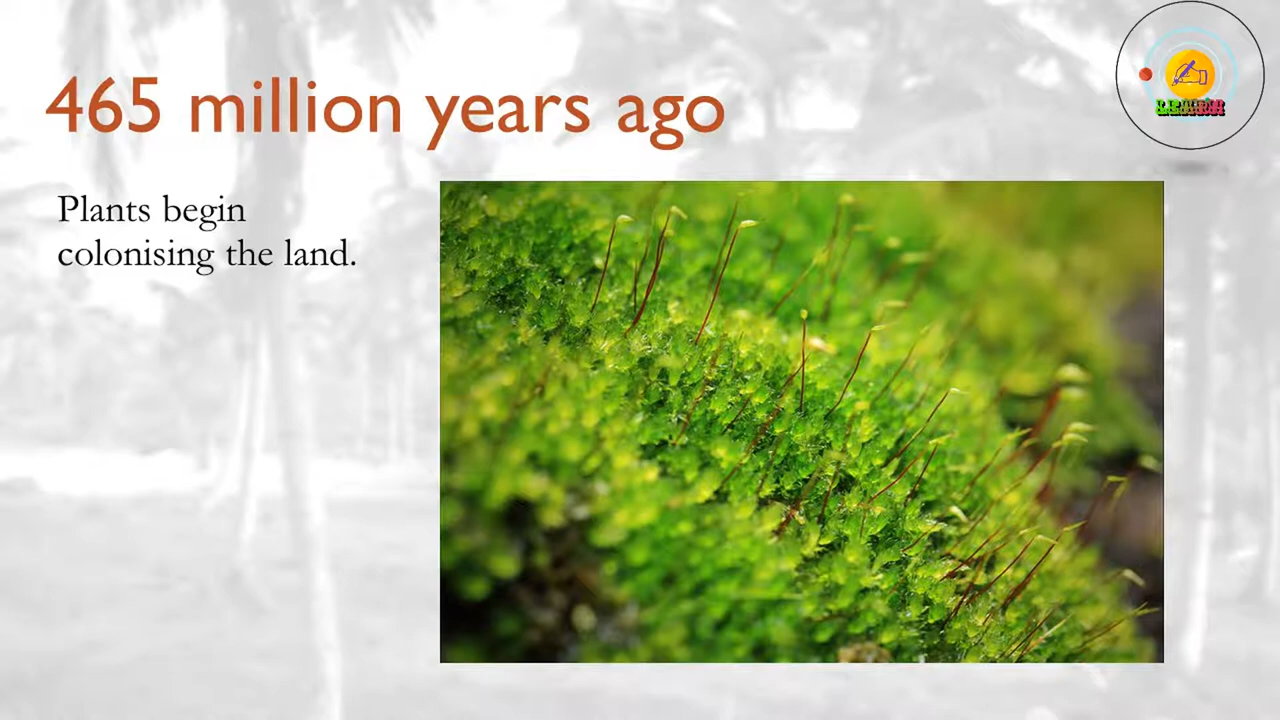 465 million years ago
Plants begin
colonising the land.